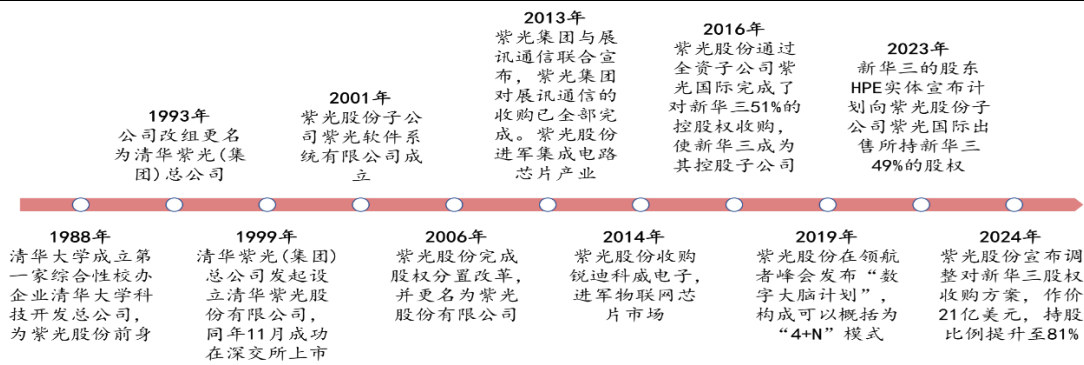 1988年
清华大学成立第
一家综合性校办
企业清华大学科
技开发总公司，
为紫光股份前身
1993年
公司改组更名
为清华紫光(集
团)总公司
1999年
清华紫光(集团)
总公司发起设
立清华紫光股
份有限公司，
同年11月成功
在深交所上市
2001年
紫光股份子公
司紫光软件系
统有限公司成
立
2006年
紫光股份完成
股权分置改革，
并更名为紫光
股份有限公司
2013年
紫光集团与展
讯通信联合宣
布，紫光集团
对展讯通信的
收购已全部完
成。紫光股份
进军集成电路
芯片产业
2014年
紫光股份收购
锐迪科威电子，
进军物联网芯
片市场
2016年
紫光股份通过
全资子公司紫
光国际完成了
对新华三51%的
控股权收购，
使新华三成为
其控股子公司
2019年
紫光股份在领航
者峰会发布“数
字大脑计划”，
构成可以概括为
“4+N”模式
2023年
新华三的股东
HPE实体宣布计
划向紫光股份子
公司紫光国际出
售所持新华三
49%的股权
2024年
紫光股份宣布调
整对新华三股权
收购方案，作价
21亿美元，持股
比例提升至81%